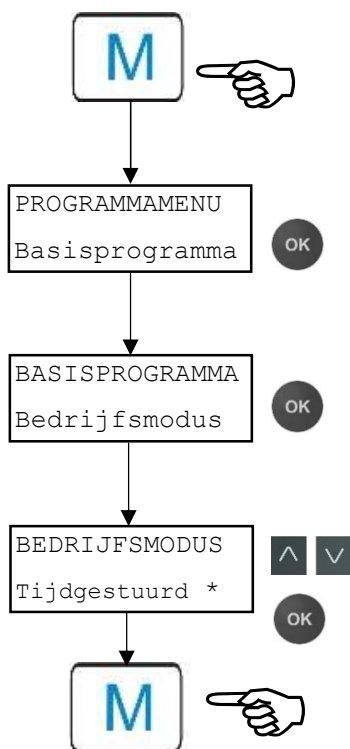 M
PROGRAMMAMENU
Basisprogramma
OK
BASISPROGRAMMA
Bedrijfsmodus
OK
BEDRIJFSMODUS
Tijdgestuurd *
OK
M